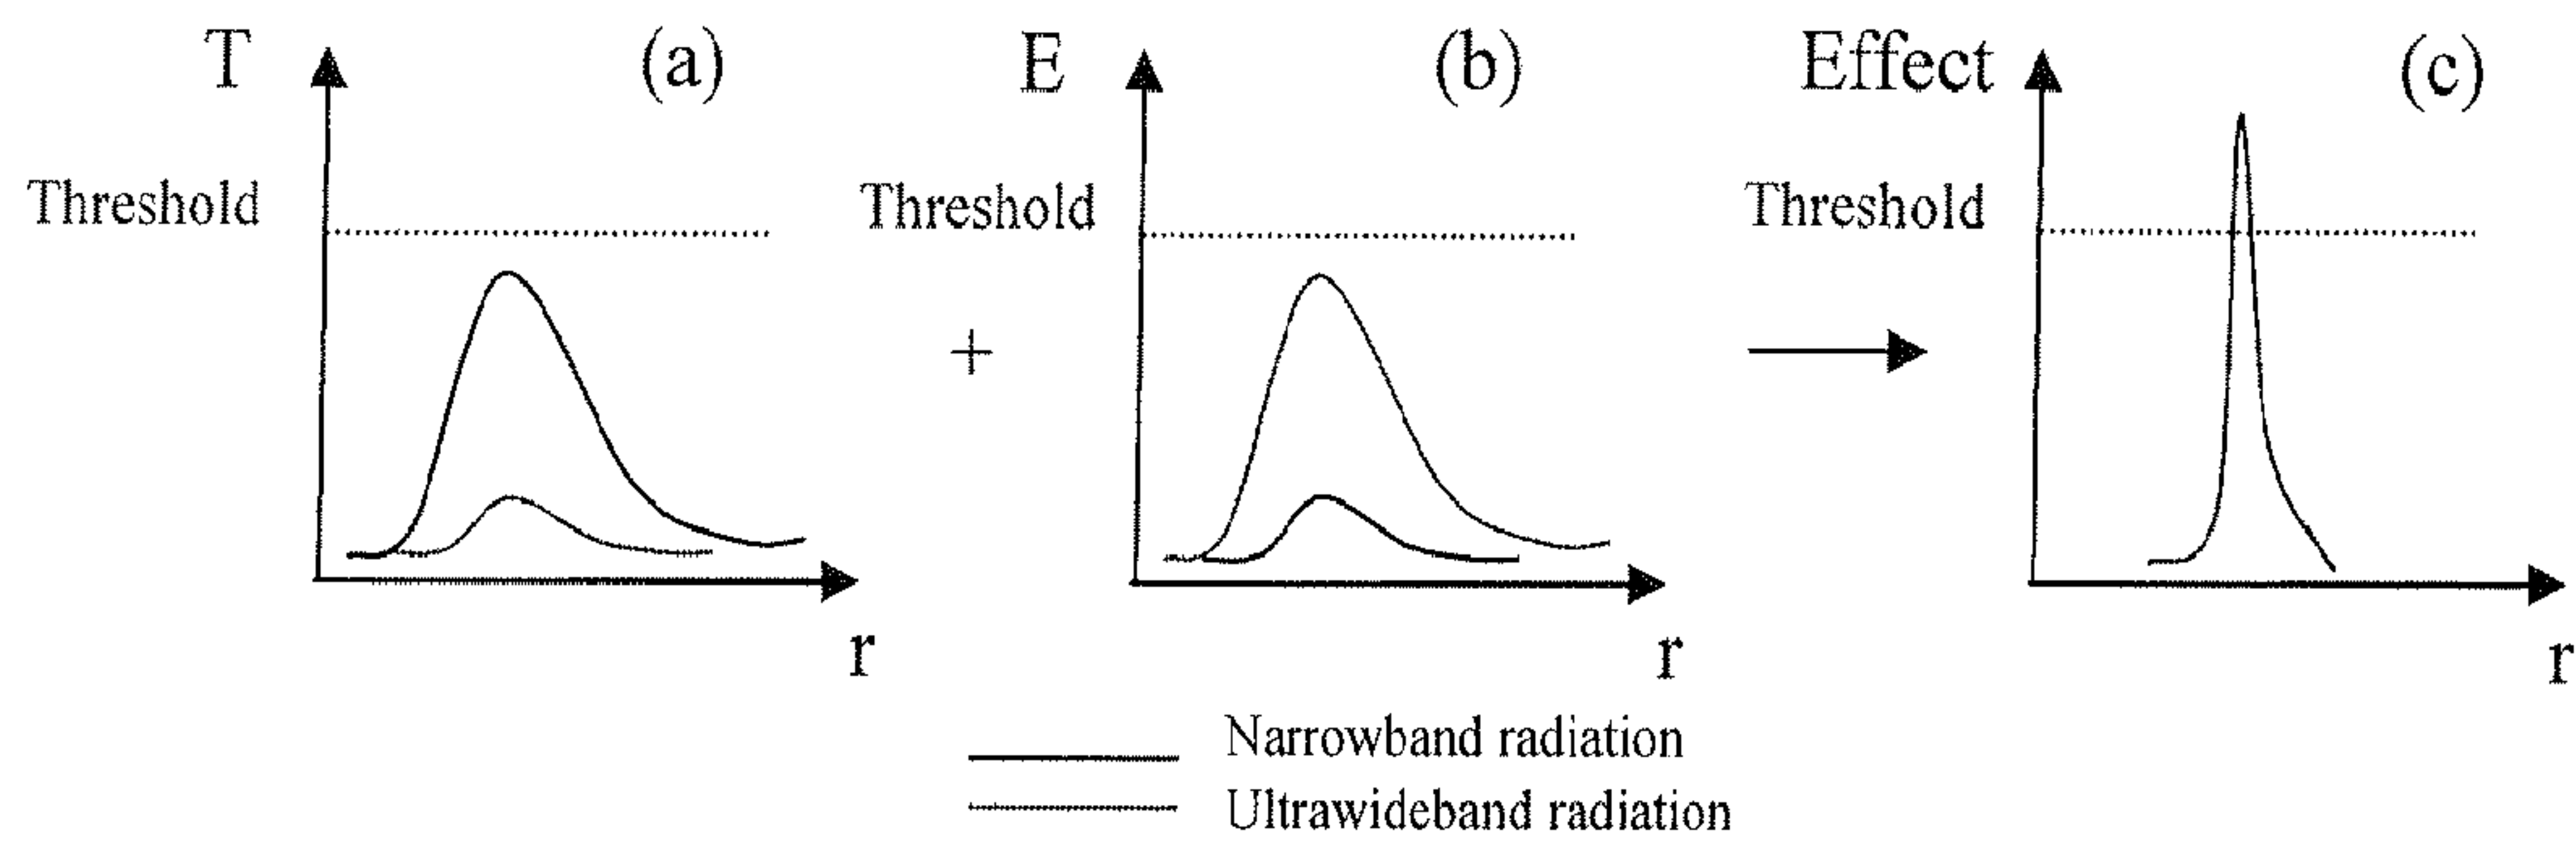 T (a) E (b) Effect (c)
Threshold Threshold Threshold
+
r r r
Narrowband radiation
Ultrawideband radiation